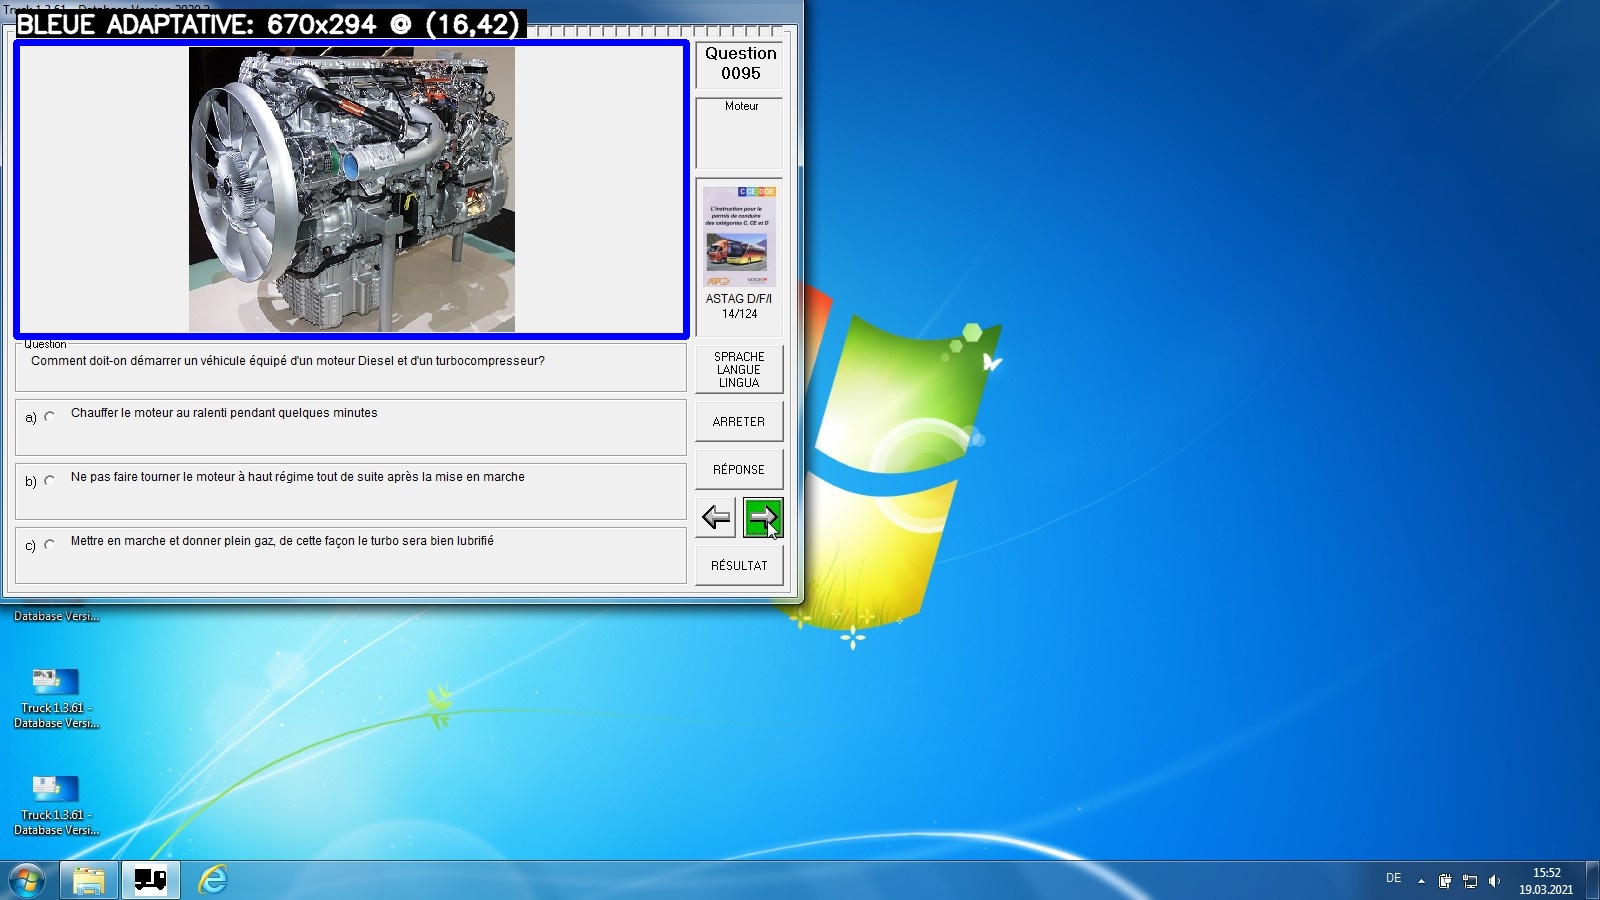 BLEUE ADAPTATIVE: 670x294 @ (16,42)
Question
0095
Moteur
C CE D DE
L'instruction pour le
permis de conduire
des catégories C, CE et D
ASTAG D/F/I
14/124
Question
Comment doit-on démarrer un véhicule équipé d'un moteur Diesel et d'un turbocompresseur?
a) Chauffer le moteur au ralenti pendant quelques minutes
b) Ne pas faire tourner le moteur à haut régime tout de suite après la mise en marche
c) Mettre en marche et donner plein gaz, de cette façon le turbo sera bien lubrifié
SPRACHE
LANGUE
LINGUA
ARRETER
RÉPONSE
RÉSULTAT
Database Versi...
Truck 1.3.61 -
Database Versi...
Truck 1.3.61 -
Database Versi...
DE
15:52
19.03.2021